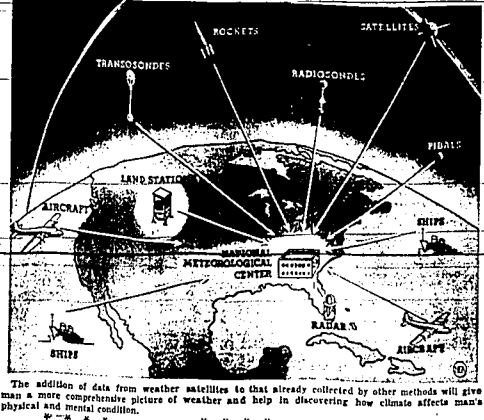 ROCKETS
SATELLITES
TRANSOSONDES
RADIOSONDES
PIBALS
LAND STATIONS
AIRCRAFT
SHIPS
NATIONAL
METEOROLOGICAL
CENTER
RADAR
SHIPS
AIRCRAFT
The addition of data from weather satellites to that already collected by other methods will give
man a more comprehensive picture of weather and help in discovering how climate affects man's
physical and mental condition.